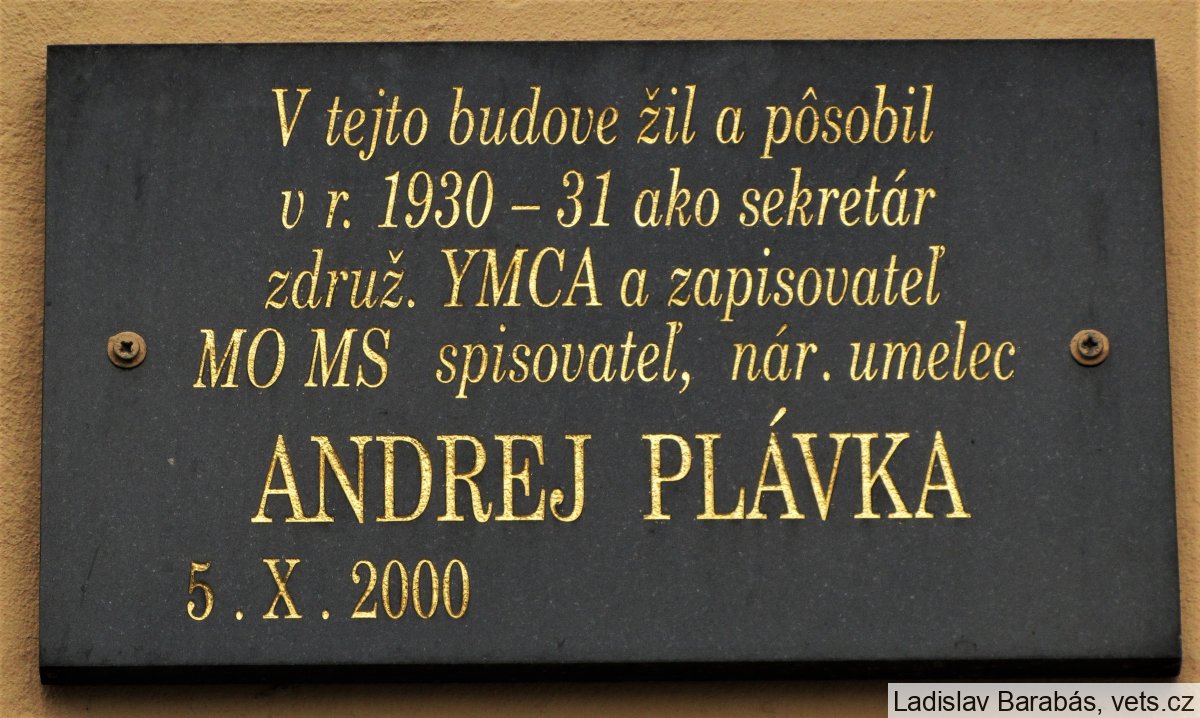 V tejto budove žil a pôsobil
v r. 1930 – 31 ako sekretár
združ. YMCA a zapisovateľ
MO MS spisovateľ, nár. umelec
ANDREJ PLÁVKA
5. X. 2000
Ladislav Barabás, vets.cz